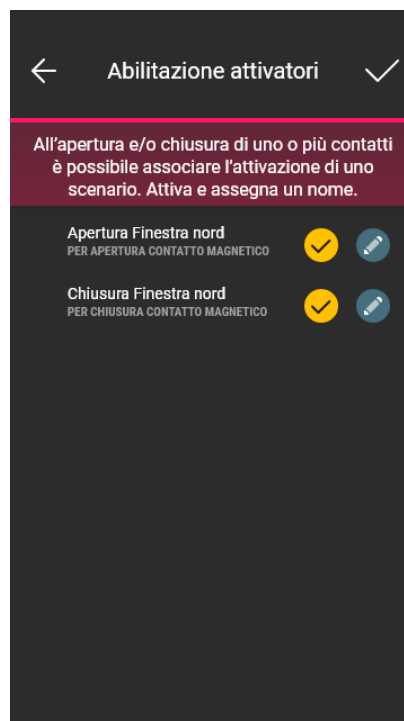 Abilitazione attivatori
All'apertura e/o chiusura di uno o più contatti
è possibile associare l'attivazione di uno
scenario. Attiva e assegna un nome.
Apertura Finestra nord
PER APERTURA CONTATTO MAGNETICO
Chiusura Finestra nord
PER CHIUSURA CONTATTO MAGNETICO